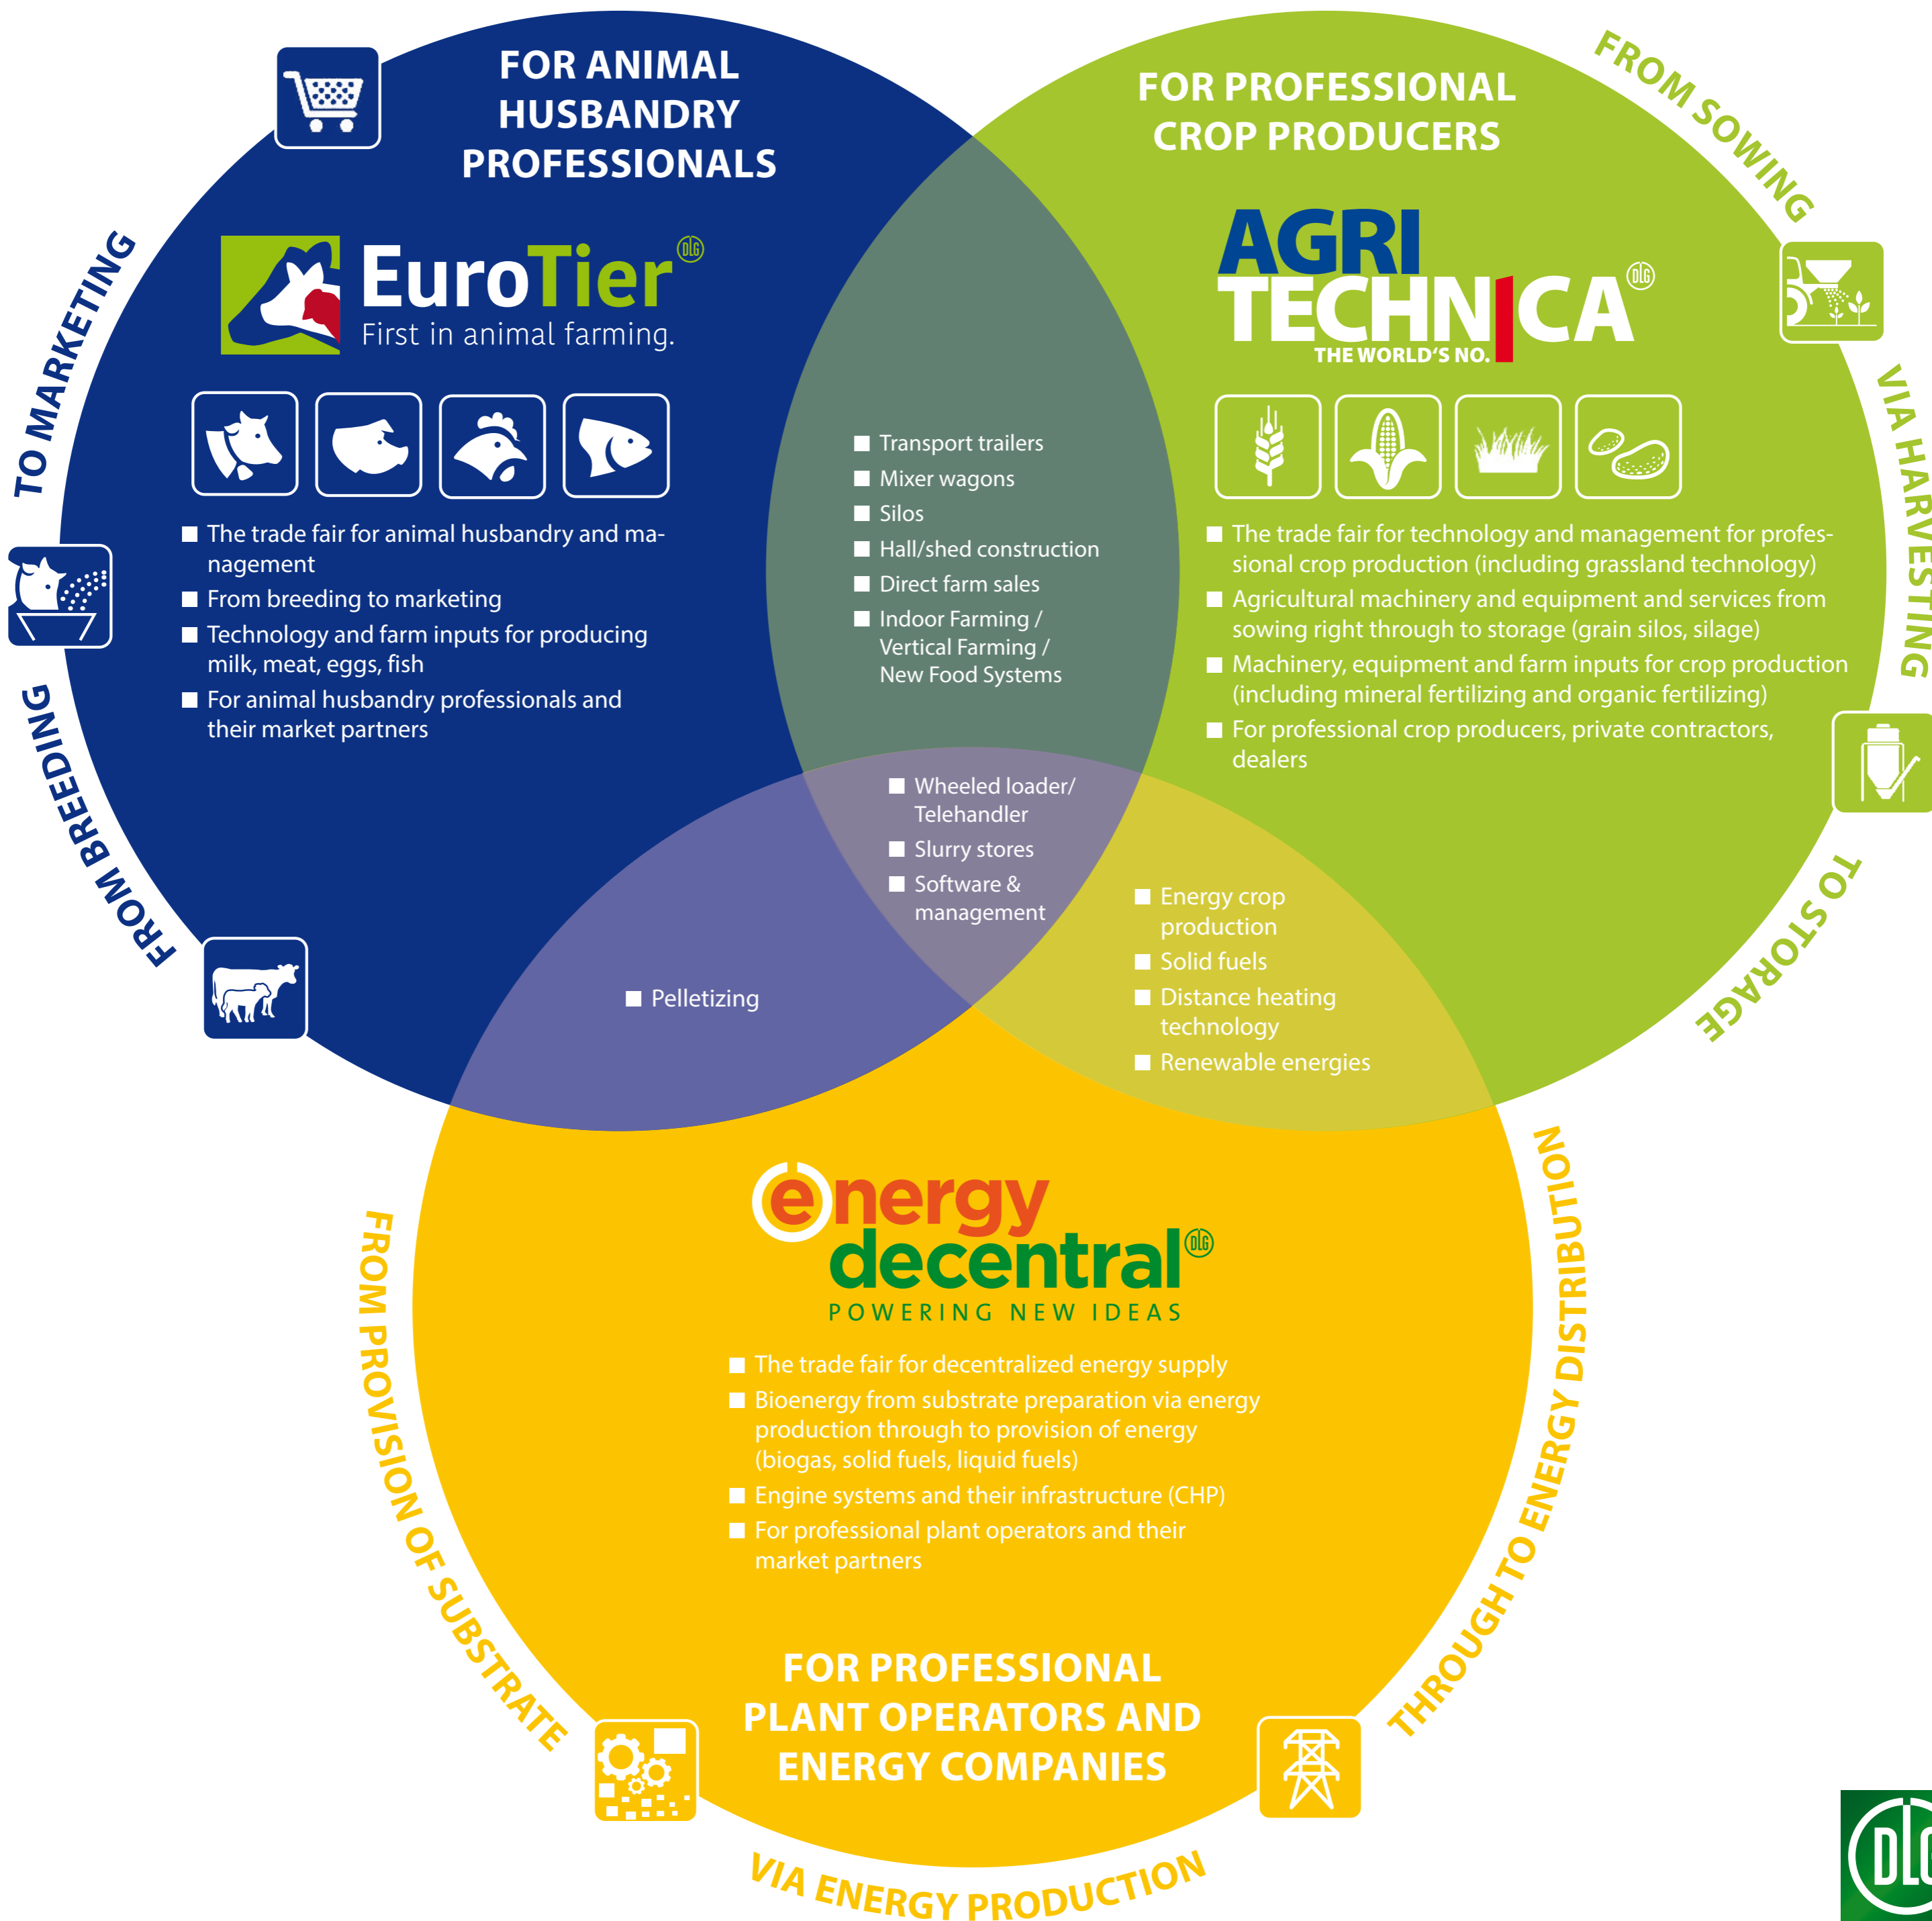 FOR ANIMAL
HUSBANDRY
PROFESSIONALS
EuroTier DLG
First in animal farming.
■ The trade fair for animal husbandry and ma-
nagement
■ From breeding to marketing
■ Technology and farm inputs for producing
milk, meat, eggs, fish
■ For animal husbandry professionals and
their market partners
FROM BREEDING
TO MARKETING
FOR PROFESSIONAL
CROP PRODUCERS
AGRI
TECHNICA DLG
THE WORLD'S NO.
■ The trade fair for technology and management for profes-
sional crop production (including grassland technology)
■ Agricultural machinery and equipment and services from
sowing right through to storage (grain silos, silage)
■ Machinery, equipment and farm inputs for crop production
(including mineral fertilizing and organic fertilizing)
■ For professional crop producers, private contractors,
dealers
FROM SOWING
VIA HARVESTING
TO STORAGE
■ Transport trailers
■ Mixer wagons
■ Silos
■ Hall/shed construction
■ Direct farm sales
■ Indoor Farming /
Vertical Farming /
New Food Systems
■ Wheeled loader/
Telehandler
■ Slurry stores
■ Software &
management
■ Pelletizing
■ Energy crop
production
■ Solid fuels
■ Distance heating
technology
■ Renewable energies
energy
decentral DLG
POWERING NEW IDEAS
■ The trade fair for decentralized energy supply
■ Bioenergy from substrate preparation via energy
production through to provision of energy
(biogas, solid fuels, liquid fuels)
■ Engine systems and their infrastructure (CHP)
■ For professional plant operators and their
market partners
FOR PROFESSIONAL
PLANT OPERATORS AND
ENERGY COMPANIES
FROM PROVISION OF SUBSTRATE
VIA ENERGY PRODUCTION
THROUGH TO ENERGY DISTRIBUTION
DLG